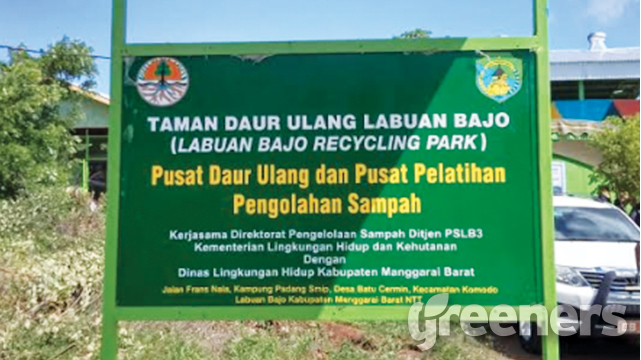 TAMAN DAUR ULANG LABUAN BAJO
(LABUAN BAJO RECYCLING PARK)
Pusat Daur Ulang dan Pusat Pelatihan
Pengolahan Sampah
Kerjasama Direktorat Pengelolaan Sampah Ditjen PSLB3
Kementerian Lingkungan Hidup dan Kehutanan
Dengan
Dinas Lingkungan Hidup Kabupaten Manggarai Barat
Jalan Frans Nala, Kampung Padang Smip, Desa Batu Cermin, Kecamatan Komodo
Labuan Bajo Kabupaten Manggarai Barat NTT
greeners